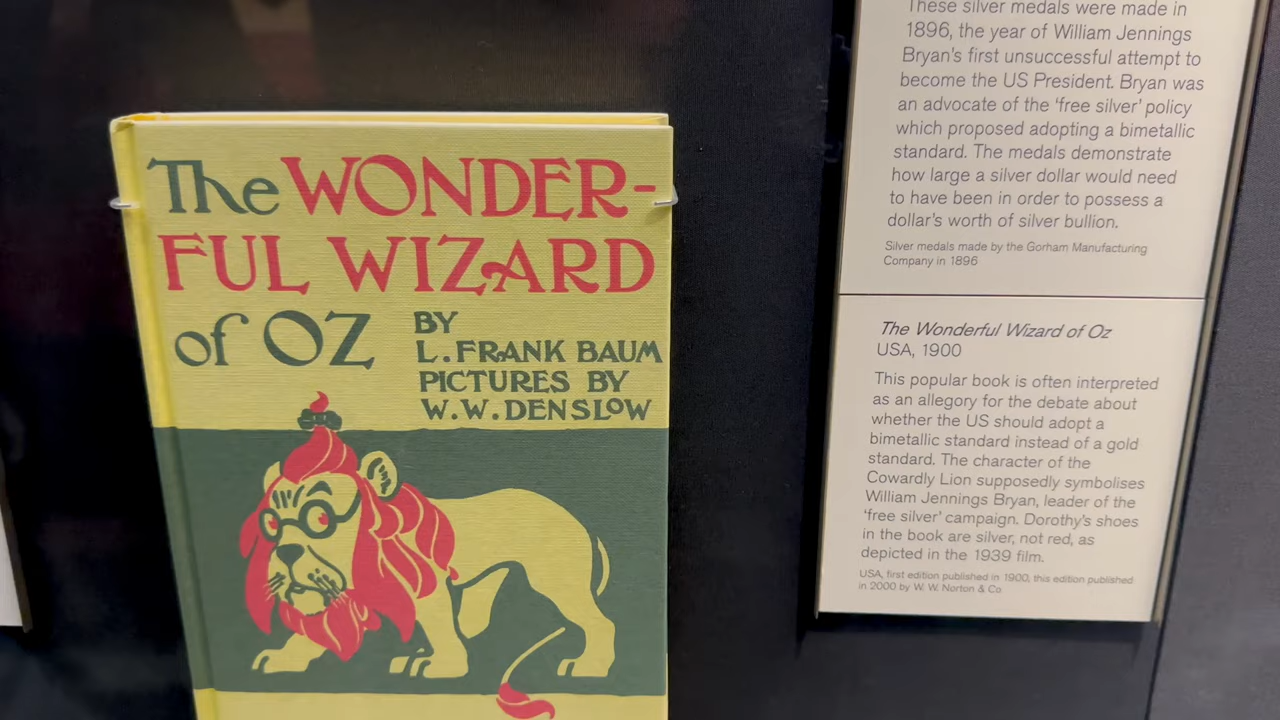 The WONDER-
FUL WIZARD
of OZ
BY
L. FRANK BAUM
PICTURES BY
W. W. DENSLOW
These silver medals were made in
1896, the year of William Jennings
Bryan's first unsuccessful attempt to
become the US President. Bryan was
an advocate of the 'free silver' policy
which proposed adopting a bimetallic
standard. The medals demonstrate
how large a silver dollar would need
to have been in order to possess a
dollar's worth of silver bullion.
Silver medals made by the Gorham Manufacturing
Company in 1896
The Wonderful Wizard of Oz
USA, 1900
This popular book is often interpreted
as an allegory for the debate about
whether the US should adopt a
bimetallic standard instead of a gold
standard. The character of the
Cowardly Lion supposedly symbolises
William Jennings Bryan, leader of the
'free silver' campaign. Dorothy's shoes
in the book are silver, not red, as
depicted in the 1939 film.
USA, first edition published in 1900, this edition published
in 2000 by W. W. Norton & Co.